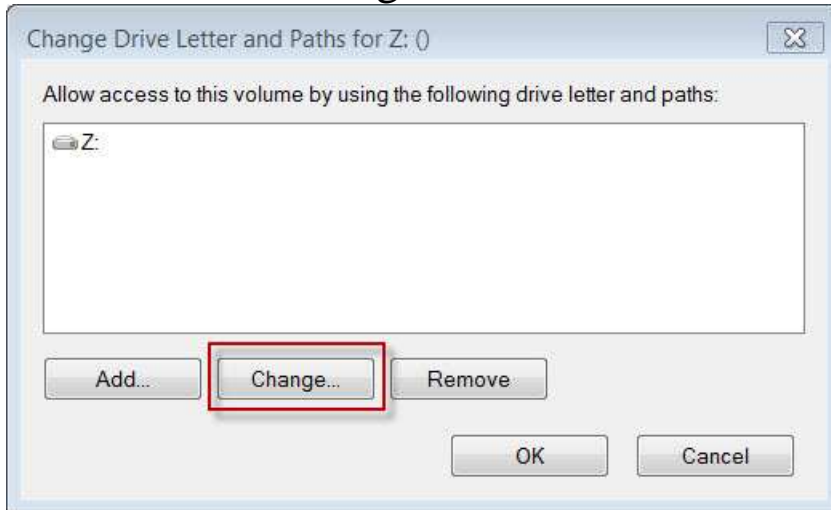 Change Drive Letter and Paths for Z: ()
Allow access to this volume by using the following drive letter and paths:
Z:
Add... Change... Remove
OK Cancel